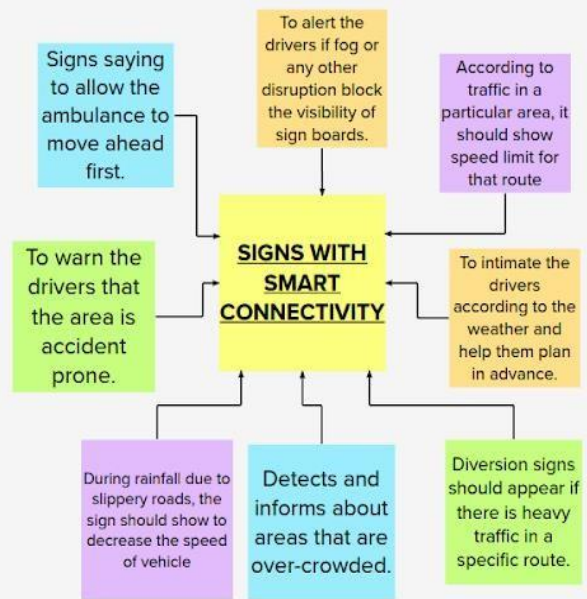 Signs saying
to allow the
ambulance to
move ahead
first.
To alert the
drivers if fog or
any other
disruption block
the visibility of
sign boards.
According to
traffic in a
particular area, it
should show
speed limit for
that route
To warn the
drivers that
the area is
accident
prone.
SIGNS WITH
SMART
CONNECTIVITY
To intimate the
drivers
according to the
weather and
help them plan
in advance.
During rainfall due to
slippery roads, the
sign should show to
decrease the speed
of vehicle
Detects and
informs about
areas that are
over-crowded.
Diversion signs
should appear if
there is heavy
traffic in a
specific route.